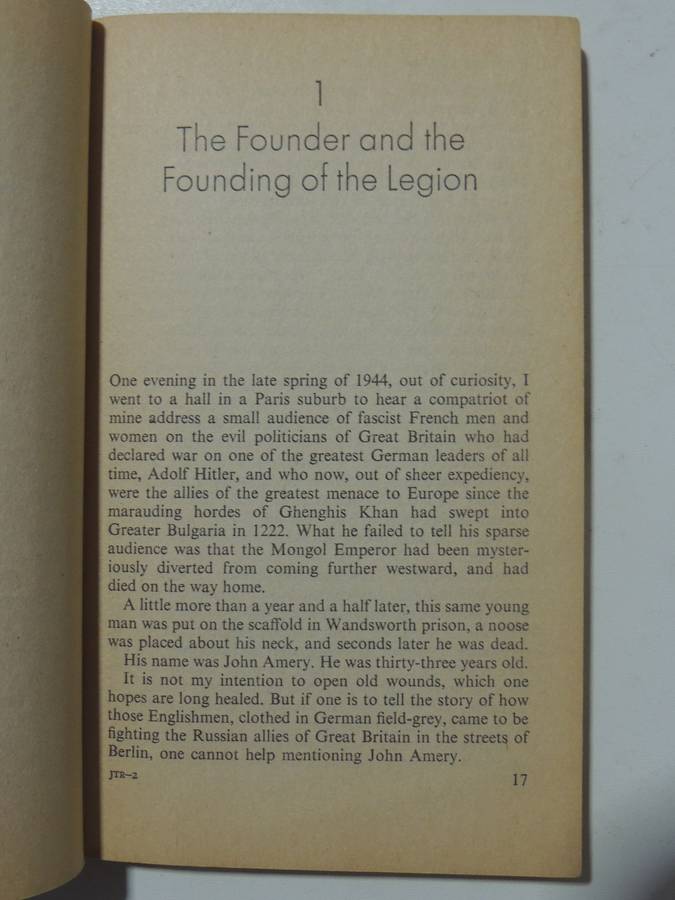 1
The Founder and the
Founding of the Legion
One evening in the late spring of 1944, out of curiosity, I
went to a hall in a Paris suburb to hear a compatriot of
mine address a small audience of fascist French men and
women on the evil politicians of Great Britain who had
declared war on one of the greatest German leaders of all
time, Adolf Hitler, and who now, out of sheer expediency,
were the allies of the greatest menace to Europe since the
marauding hordes of Ghenghis Khan had swept into
Greater Bulgaria in 1222. What he failed to tell his sparse
audience was that the Mongol Emperor had been myster-
iously diverted from coming further westward, and had
died on the way home.
A little more than a year and a half later, this same young
man was put on the scaffold in Wandsworth prison, a noose
was placed about his neck, and seconds later he was dead.
His name was John Amery. He was thirty-three years old.
It is not my intention to open old wounds, which one
hopes are long healed. But if one is to tell the story of how
those Englishmen, clothed in German field-grey, came to be
fighting the Russian allies of Great Britain in the streets of
Berlin, one cannot help mentioning John Amery.
JTR–2
17